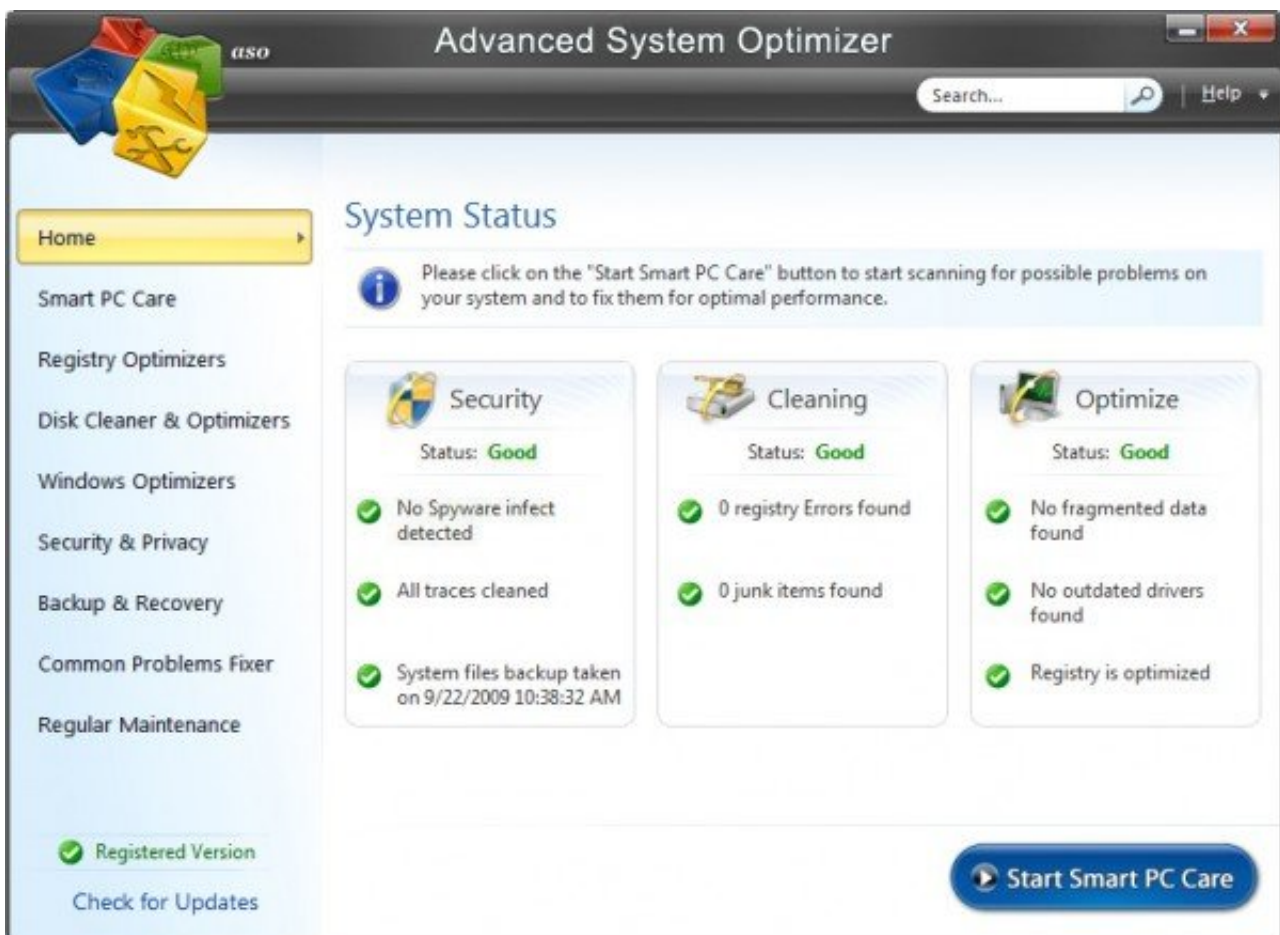 aso
Advanced System Optimizer
Search...
Help
Home
Smart PC Care
Registry Optimizers
Disk Cleaner & Optimizers
Windows Optimizers
Security & Privacy
Backup & Recovery
Common Problems Fixer
Regular Maintenance
Registered Version
Check for Updates
System Status
Please click on the "Start Smart PC Care" button to start scanning for possible problems on
your system and to fix them for optimal performance.
Security
Status: Good
No Spyware infect
detected
All traces cleaned
System files backup taken
on 9/22/2009 10:38:32 AM
Cleaning
Status: Good
0 registry Errors found
0 junk items found
Optimize
Status: Good
No fragmented data
found
No outdated drivers
found
Registry is optimized
Start Smart PC Care